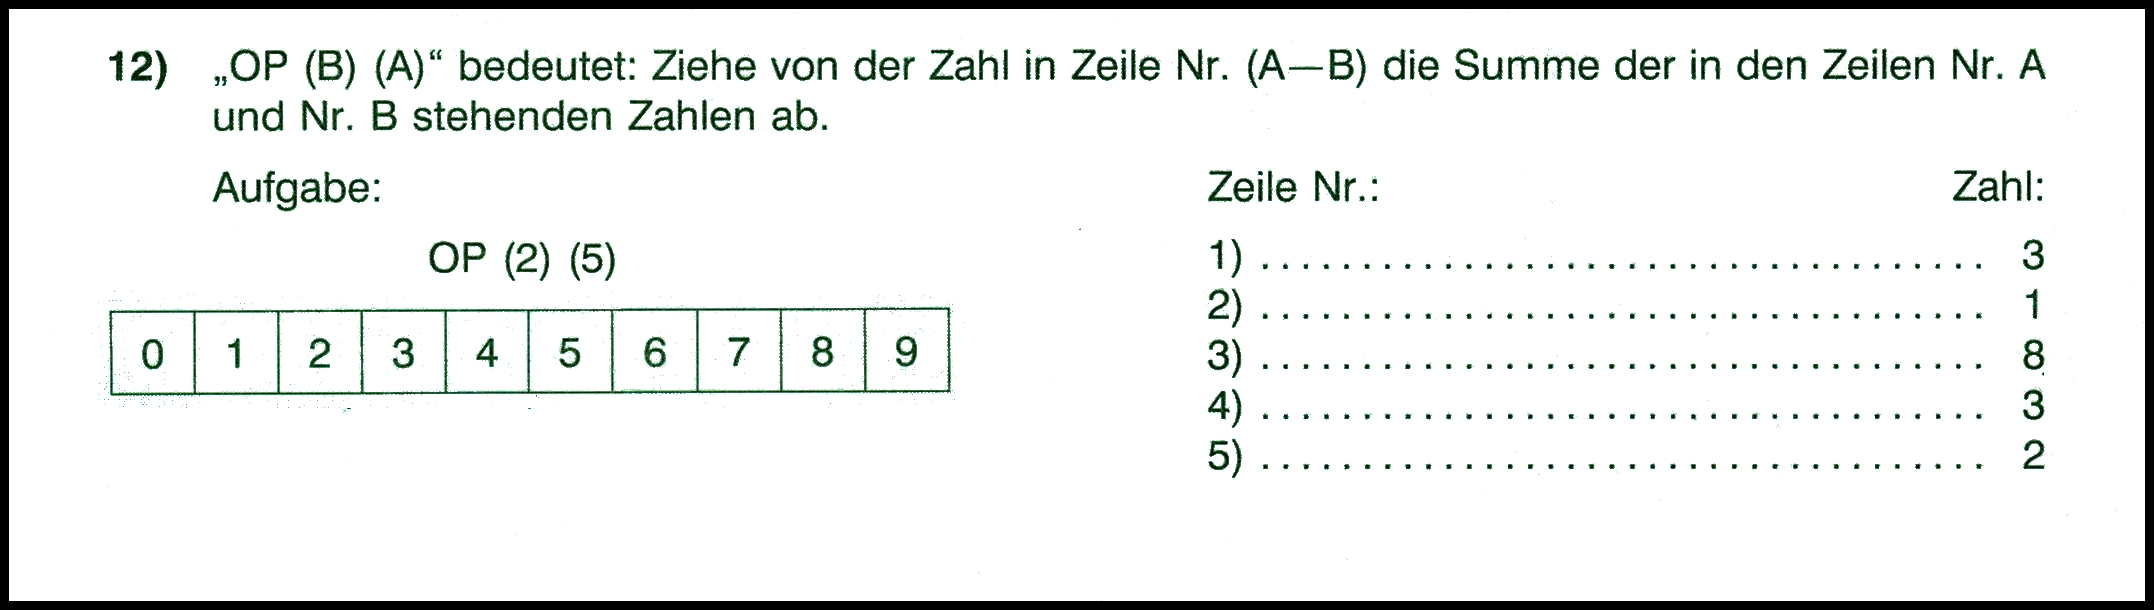 12) „OP (B) (A)“ bedeutet: Ziehe von der Zahl in Zeile Nr. (A—B) die Summe der in den Zeilen Nr. A
und Nr. B stehenden Zahlen ab.
Aufgabe:
OP (2) (5)
0 1 2 3 4 5 6 7 8 9
Zeile Nr.: Zahl:
1) . . . . . . . . . . . . . . . . . . . . . . . . . . . . . . . . . . . . 3
2) . . . . . . . . . . . . . . . . . . . . . . . . . . . . . . . . . . . . 1
3) . . . . . . . . . . . . . . . . . . . . . . . . . . . . . . . . . . . . 8
4) . . . . . . . . . . . . . . . . . . . . . . . . . . . . . . . . . . . . 3
5) . . . . . . . . . . . . . . . . . . . . . . . . . . . . . . . . . . . . 2